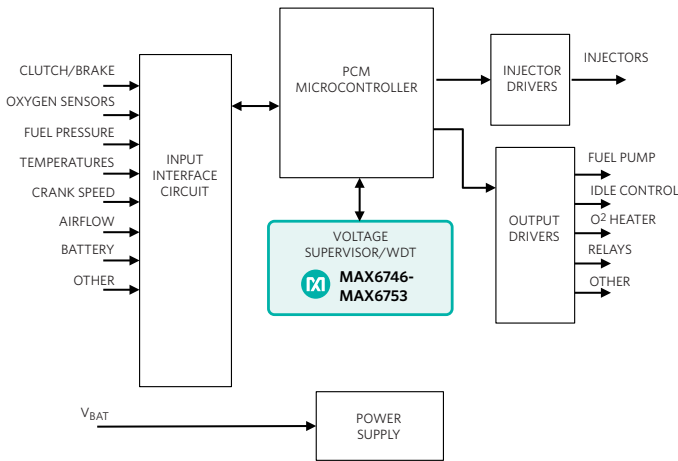 CLUTCH/BRAKE
OXYGEN SENSORS
FUEL PRESSURE
TEMPERATURES
CRANK SPEED
AIRFLOW
BATTERY
OTHER
INPUT
INTERFACE
CIRCUIT
PCM
MICROCONTROLLER
VOLTAGE
SUPERVISOR/WDT
MAX6746-
MAX6753
INJECTOR
DRIVERS
INJECTORS
OUTPUT
DRIVERS
FUEL PUMP
IDLE CONTROL
O2 HEATER
RELAYS
OTHER
VBAT
POWER
SUPPLY